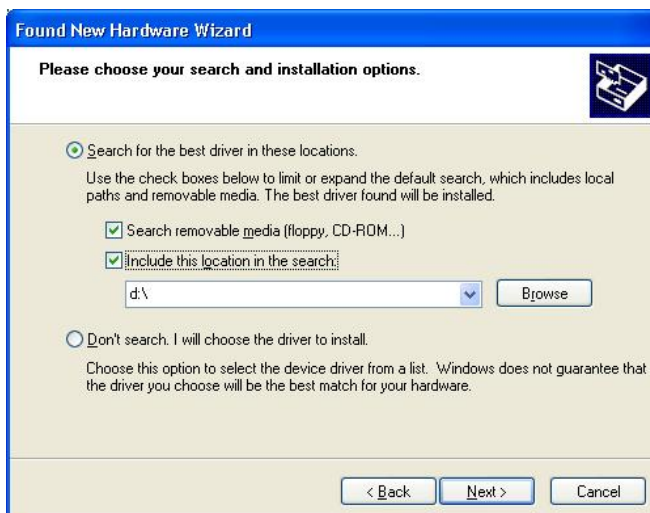 Found New Hardware Wizard
Please choose your search and installation options.
Search for the best driver in these locations.
Use the check boxes below to limit or expand the default search, which includes local
paths and removable media. The best driver found will be installed.
Search removable media (floppy, CD-ROM...)
Include this location in the search:
d:\
Browse
Don't search. I will choose the driver to install.
Choose this option to select the device driver from a list. Windows does not guarantee that
the driver you choose will be the best match for your hardware.
< Back Next > Cancel